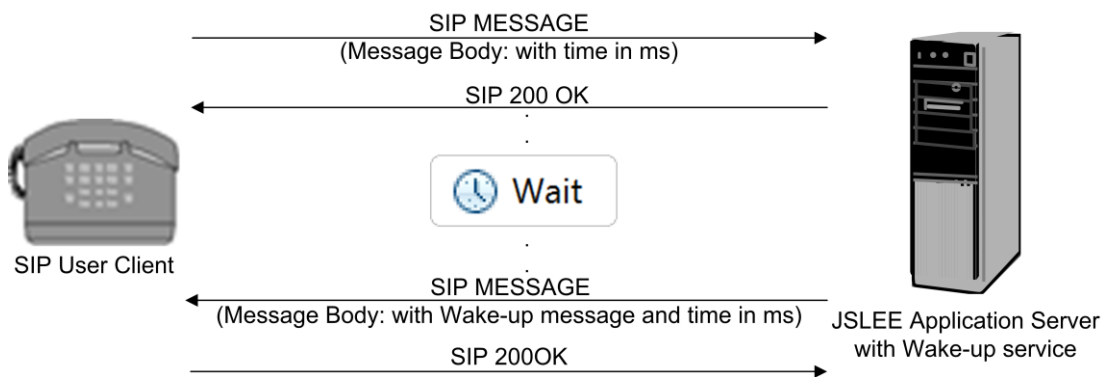 SIP MESSAGE
(Message Body: with time in ms)
SIP 200 OK
Wait
SIP User Client
SIP MESSAGE
(Message Body: with Wake-up message and time in ms)
JSLEE Application Server
with Wake-up service
SIP 200OK